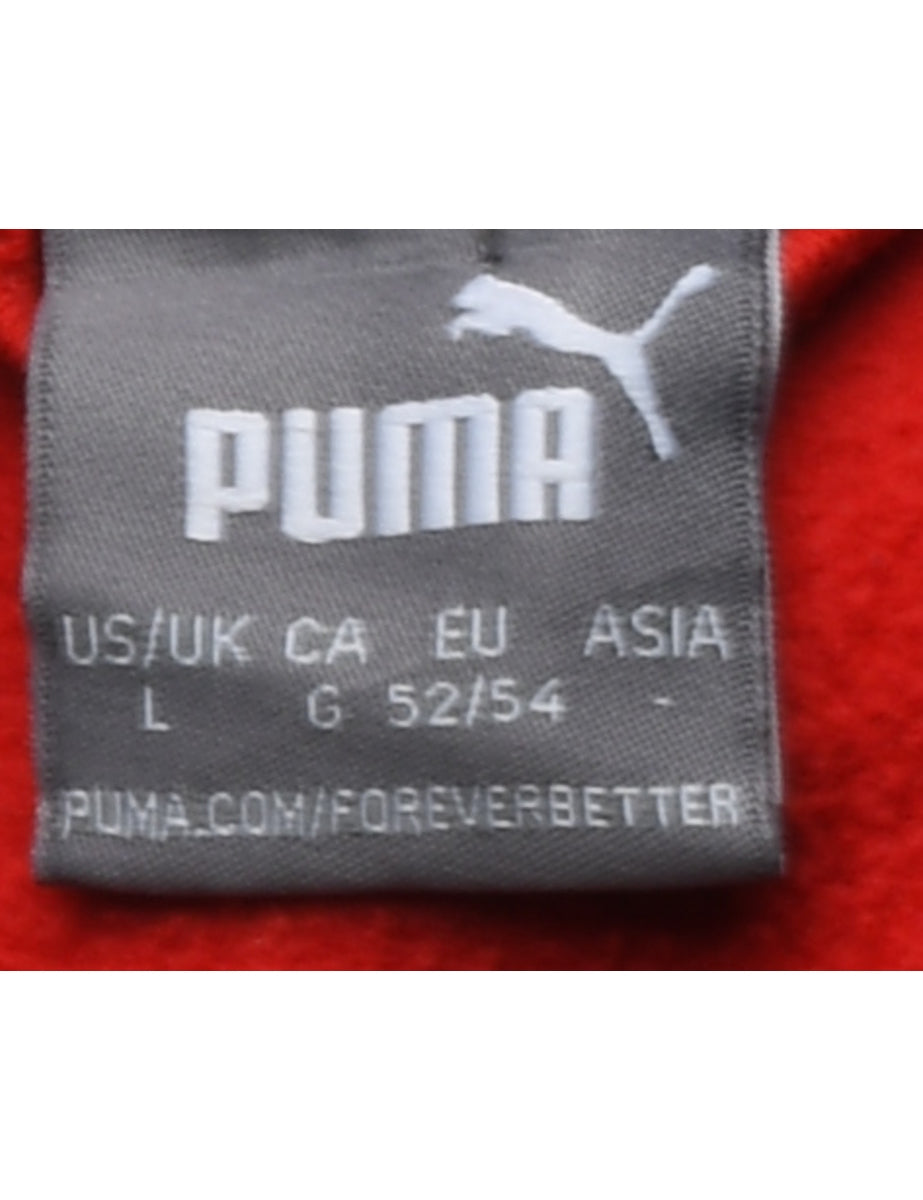 PUMA
US/UK CA EU ASIA
L G 52/54 -
PUMA.COM/FOREVERBETTER